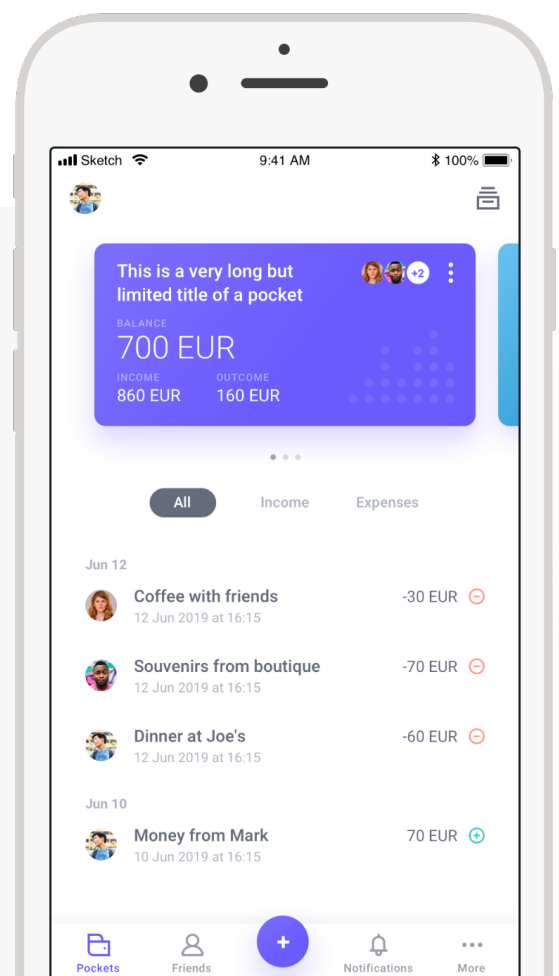 Sketch 9:41 AM 100%
This is a very long but
limited title of a pocket
+2
BALANCE
700 EUR
INCOME OUTCOME
860 EUR 160 EUR
All Income Expenses
Jun 12
Coffee with friends -30 EUR
12 Jun 2019 at 16:15
Souvenirs from boutique -70 EUR
12 Jun 2019 at 16:15
Dinner at Joe's -60 EUR
12 Jun 2019 at 16:15
Jun 10
Money from Mark 70 EUR
10 Jun 2019 at 16:15
Pockets Friends Notifications More